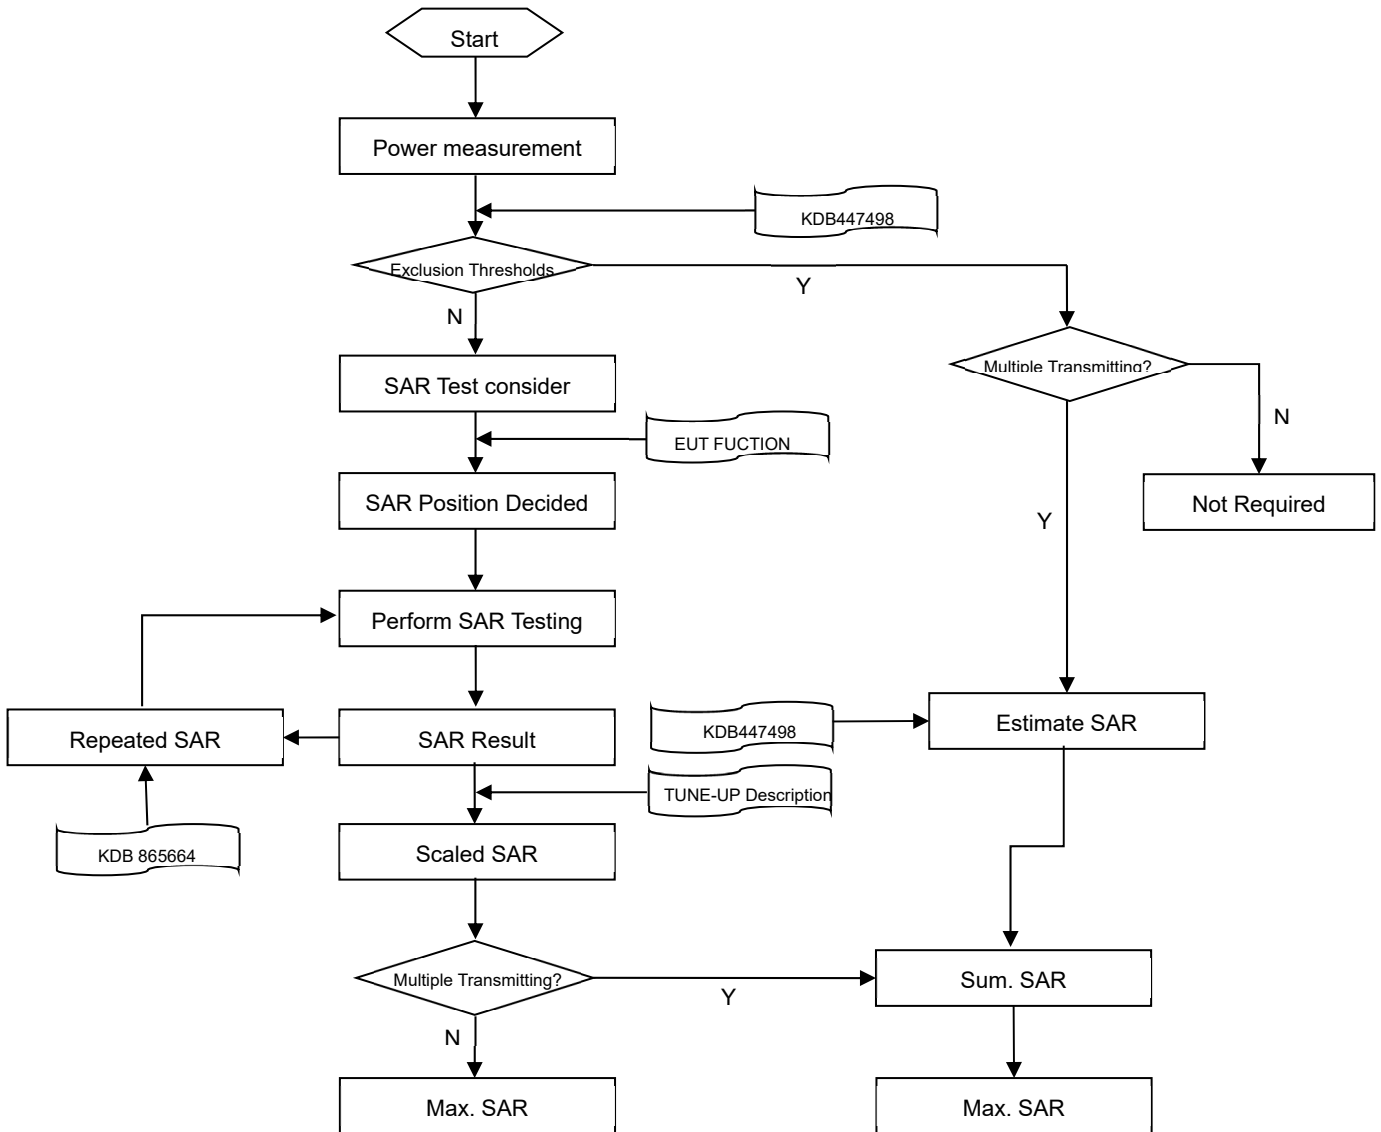 Start
Power measurement
KDB447498
Exclusion Thresholds
Y
N
Multiple Transmitting?
SAR Test consider
N
EUT FUCTION
SAR Position Decided
Not Required
Y
Perform SAR Testing
Estimate SAR
KDB447498
Repeated SAR
SAR Result
TUNE-UP Description
KDB 865664
Scaled SAR
Multiple Transmitting?
Y
Sum. SAR
N
Max. SAR
Max. SAR